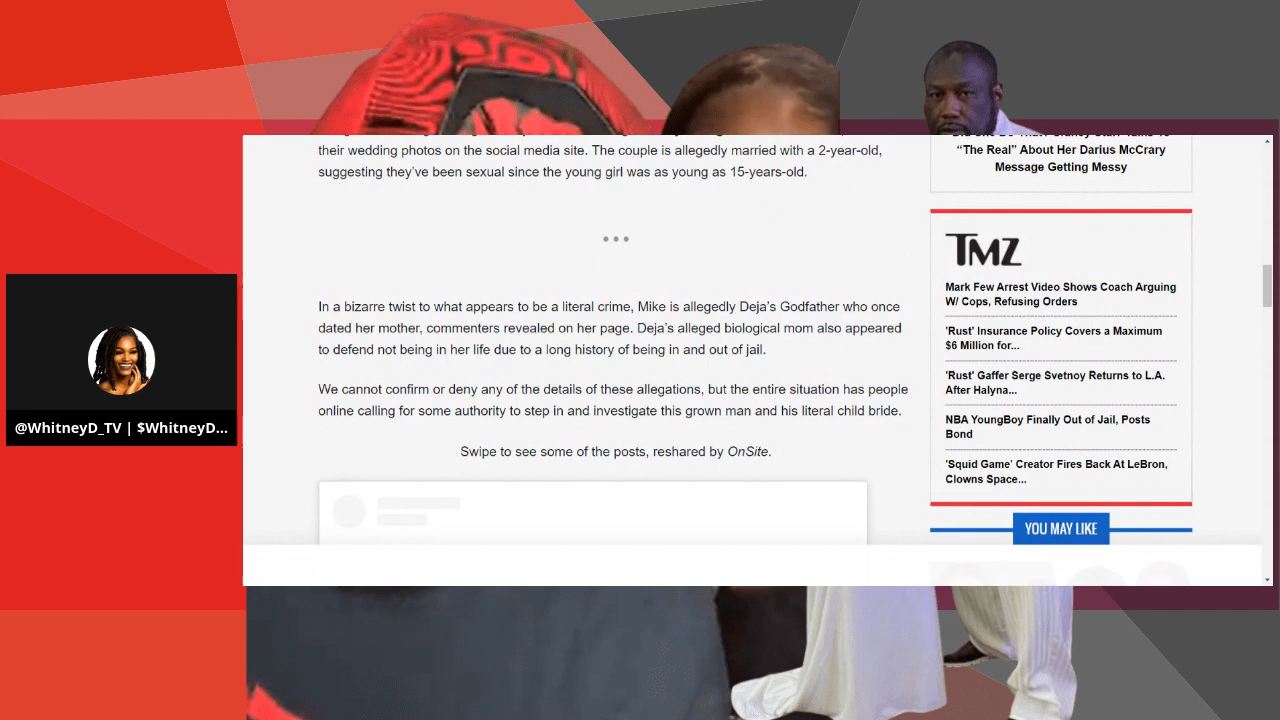 their wedding photos on the social media site. The couple is allegedly married with a 2-year-old,
suggesting they've been sexual since the young girl was as young as 15-years-old.
In a bizarre twist to what appears to be a literal crime, Mike is allegedly Deja's Godfather who once
dated her mother, commenters revealed on her page. Deja's alleged biological mom also appeared
to defend not being in her life due to a long history of being in and out of jail.
We cannot confirm or deny any of the details of these allegations, but the entire situation has people
online calling for some authority to step in and investigate this grown man and his literal child bride.
Swipe to see some of the posts, reshared by OnSite.
“The Real” About Her Darius McCrary
Message Getting Messy
TMZ
Mark Few Arrest Video Shows Coach Arguing
W/ Cops, Refusing Orders
'Rust' Insurance Policy Covers a Maximum
$6 Million for...
'Rust' Gaffer Serge Svetnoy Returns to L.A.
After Halyna...
NBA YoungBoy Finally Out of Jail, Posts
Bond
'Squid Game' Creator Fires Back At LeBron,
Clowns Space...
YOU MAY LIKE
@WhitneyD_TV | $WhitneyD...